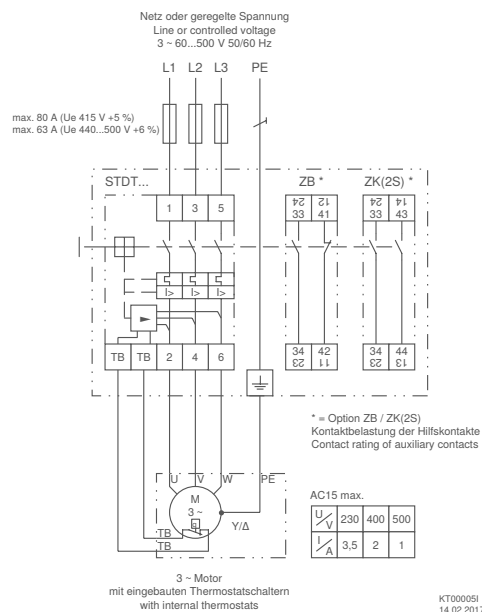 Netz oder geregelte Spannung
Line or controlled voltage
3 ~ 60...500 V 50/60 Hz
L1 L2 L3 PE
max. 80 A (Ue 415 V +5 %)
max. 63 A (Ue 440...500 V +6 %)
STDT... ZB * ZK(2S) *
1 3 5
24 12 24 14
33 41 33 43
I> I> I>
TB TB 2 4 6
34 42 34 44
23 11 23 13
* = Option ZB / ZK(2S)
Kontaktbelastung der Hilfskontakte
Contact rating of auxiliary contacts
U V W PE
M
3 ~
Y/Δ
TB
TB
AC15 max.
U/V 230 400 500
I/A 3,5 2 1
3 ~ Motor
mit eingebauten Thermostatschaltern
with internal thermostats
KT00005I
14.02.2017